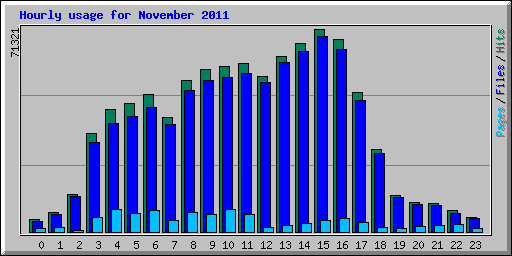 Hourly usage for November 2011
71321
Pages / Files / Hits
0 1 2 3 4 5 6 7 8 9 10 11 12 13 14 15 16 17 18 19 20 21 22 23